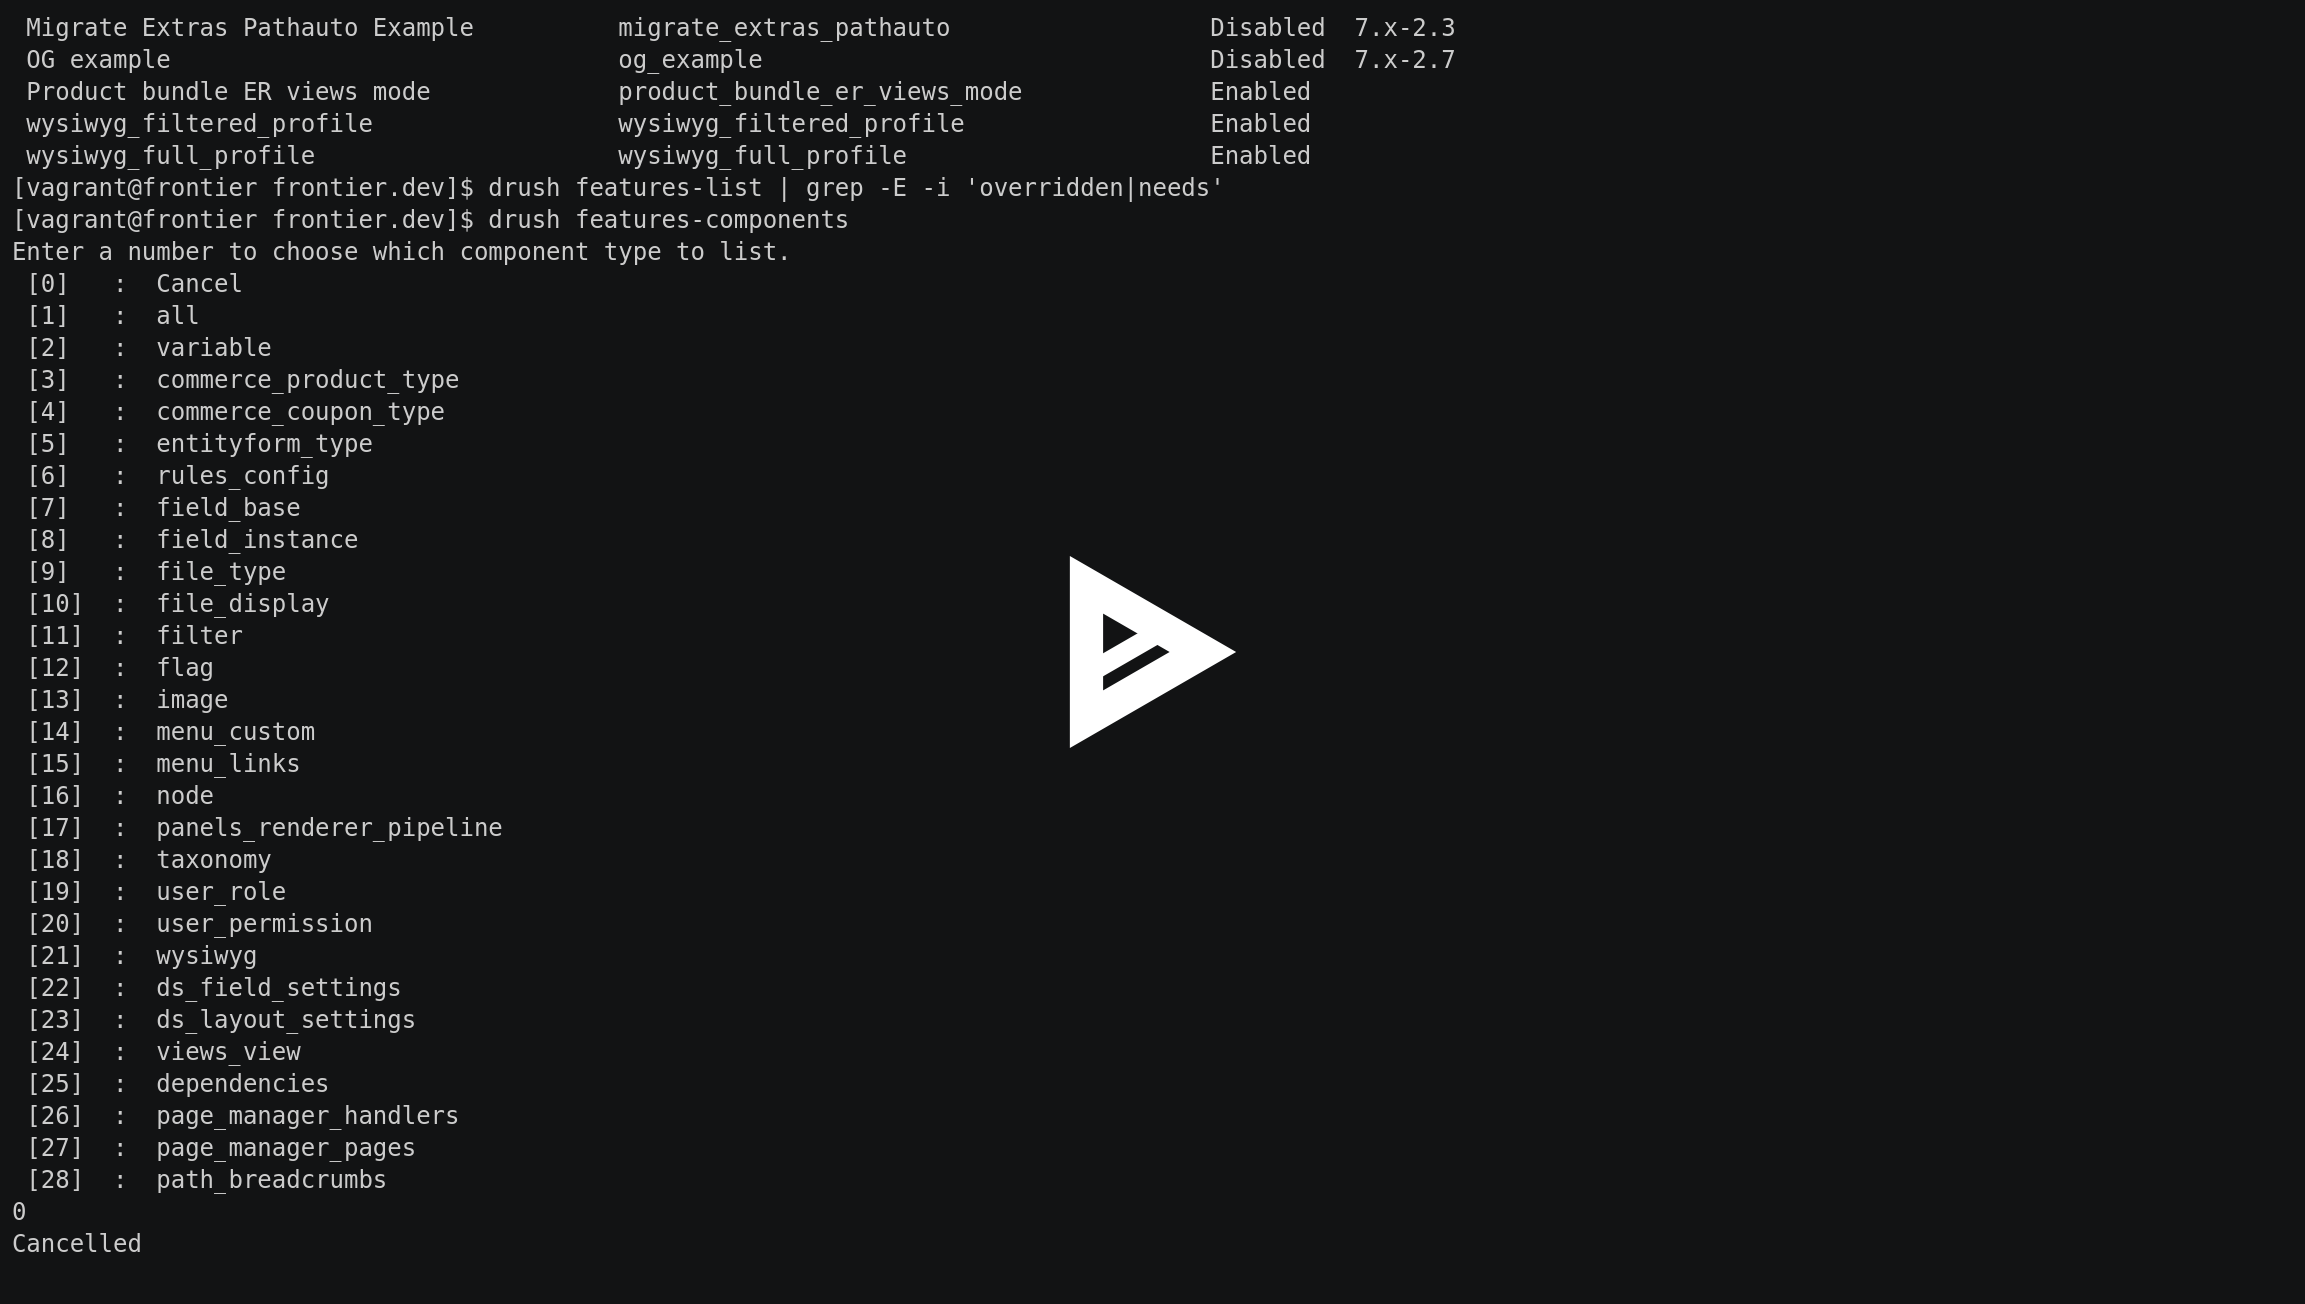 Migrate Extras Pathauto Example migrate_extras_pathauto Disabled 7.x-2.3
OG example og_example Disabled 7.x-2.7
Product bundle ER views mode product_bundle_er_views_mode Enabled
wysiwyg_filtered_profile wysiwyg_filtered_profile Enabled
wysiwyg_full_profile wysiwyg_full_profile Enabled
[vagrant@frontier frontier.dev]$ drush features-list | grep -E -i 'overridden|needs'
[vagrant@frontier frontier.dev]$ drush features-components
Enter a number to choose which component type to list.
[0] : Cancel
[1] : all
[2] : variable
[3] : commerce_product_type
[4] : commerce_coupon_type
[5] : entityform_type
[6] : rules_config
[7] : field_base
[8] : field_instance
[9] : file_type
[10] : file_display
[11] : filter
[12] : flag
[13] : image
[14] : menu_custom
[15] : menu_links
[16] : node
[17] : panels_renderer_pipeline
[18] : taxonomy
[19] : user_role
[20] : user_permission
[21] : wysiwyg
[22] : ds_field_settings
[23] : ds_layout_settings
[24] : views_view
[25] : dependencies
[26] : page_manager_handlers
[27] : page_manager_pages
[28] : path_breadcrumbs
0
Cancelled